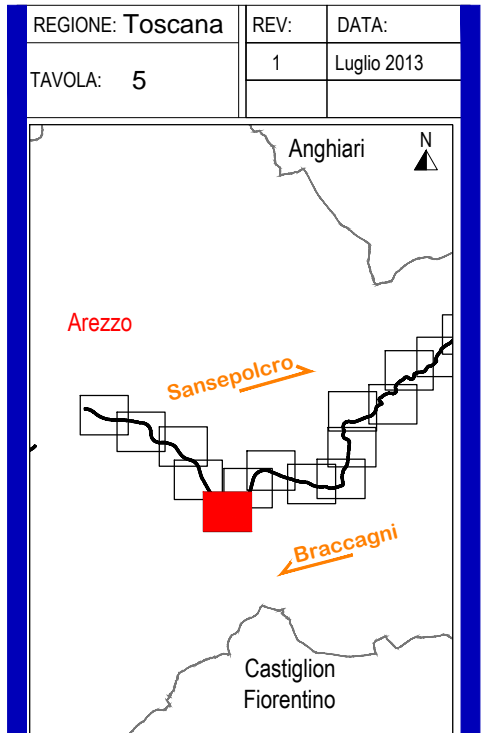 REGIONE: Toscana
REV:
DATA:
1
Luglio 2013
TAVOLA: 5
Anghiari
N
Arezzo
Sansepolcro
Braccagni
Castiglion
Fiorentino